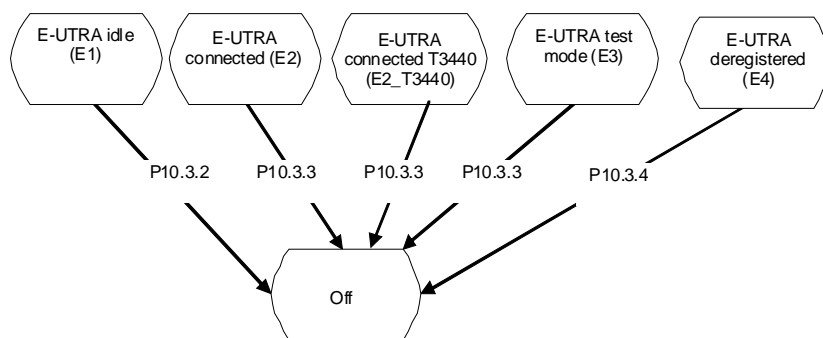 E-UTRA idle
(E1)
E-UTRA
connected (E2)
E-UTRA
connected T3440
(E2_T3440)
E-UTRA test
mode (E3)
E-UTRA
deregistered
(E4)
P10.3.2
P10.3.3
P10.3.3
P10.3.3
P10.3.4
Off